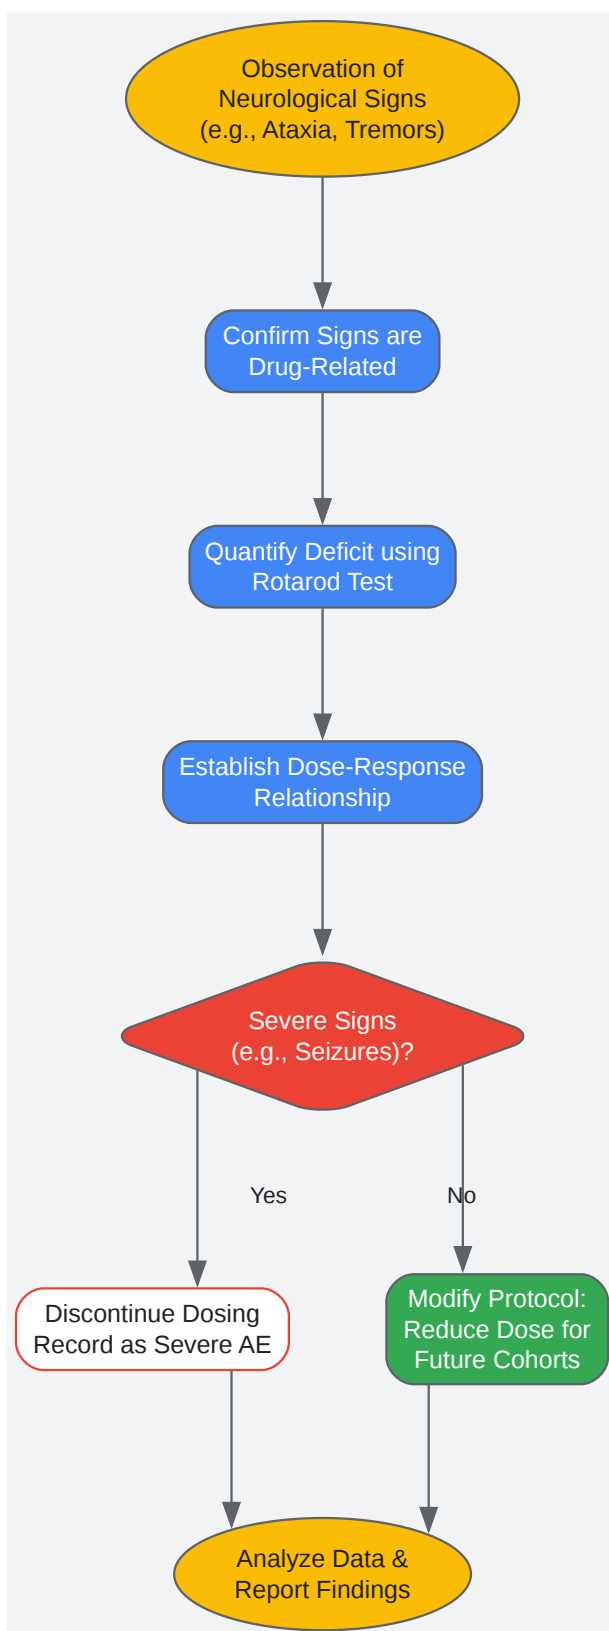 Observation of
Neurological Signs
(e.g., Ataxia, Tremors)
Confirm Signs are
Drug-Related
Quantify Deficit using
Rotarod Test
Establish Dose-Response
Relationship
Severe Signs
(e.g., Seizures)?
Yes
No
Discontinue Dosing
Record as Severe AE
Modify Protocol:
Reduce Dose for
Future Cohorts
Analyze Data &
Report Findings